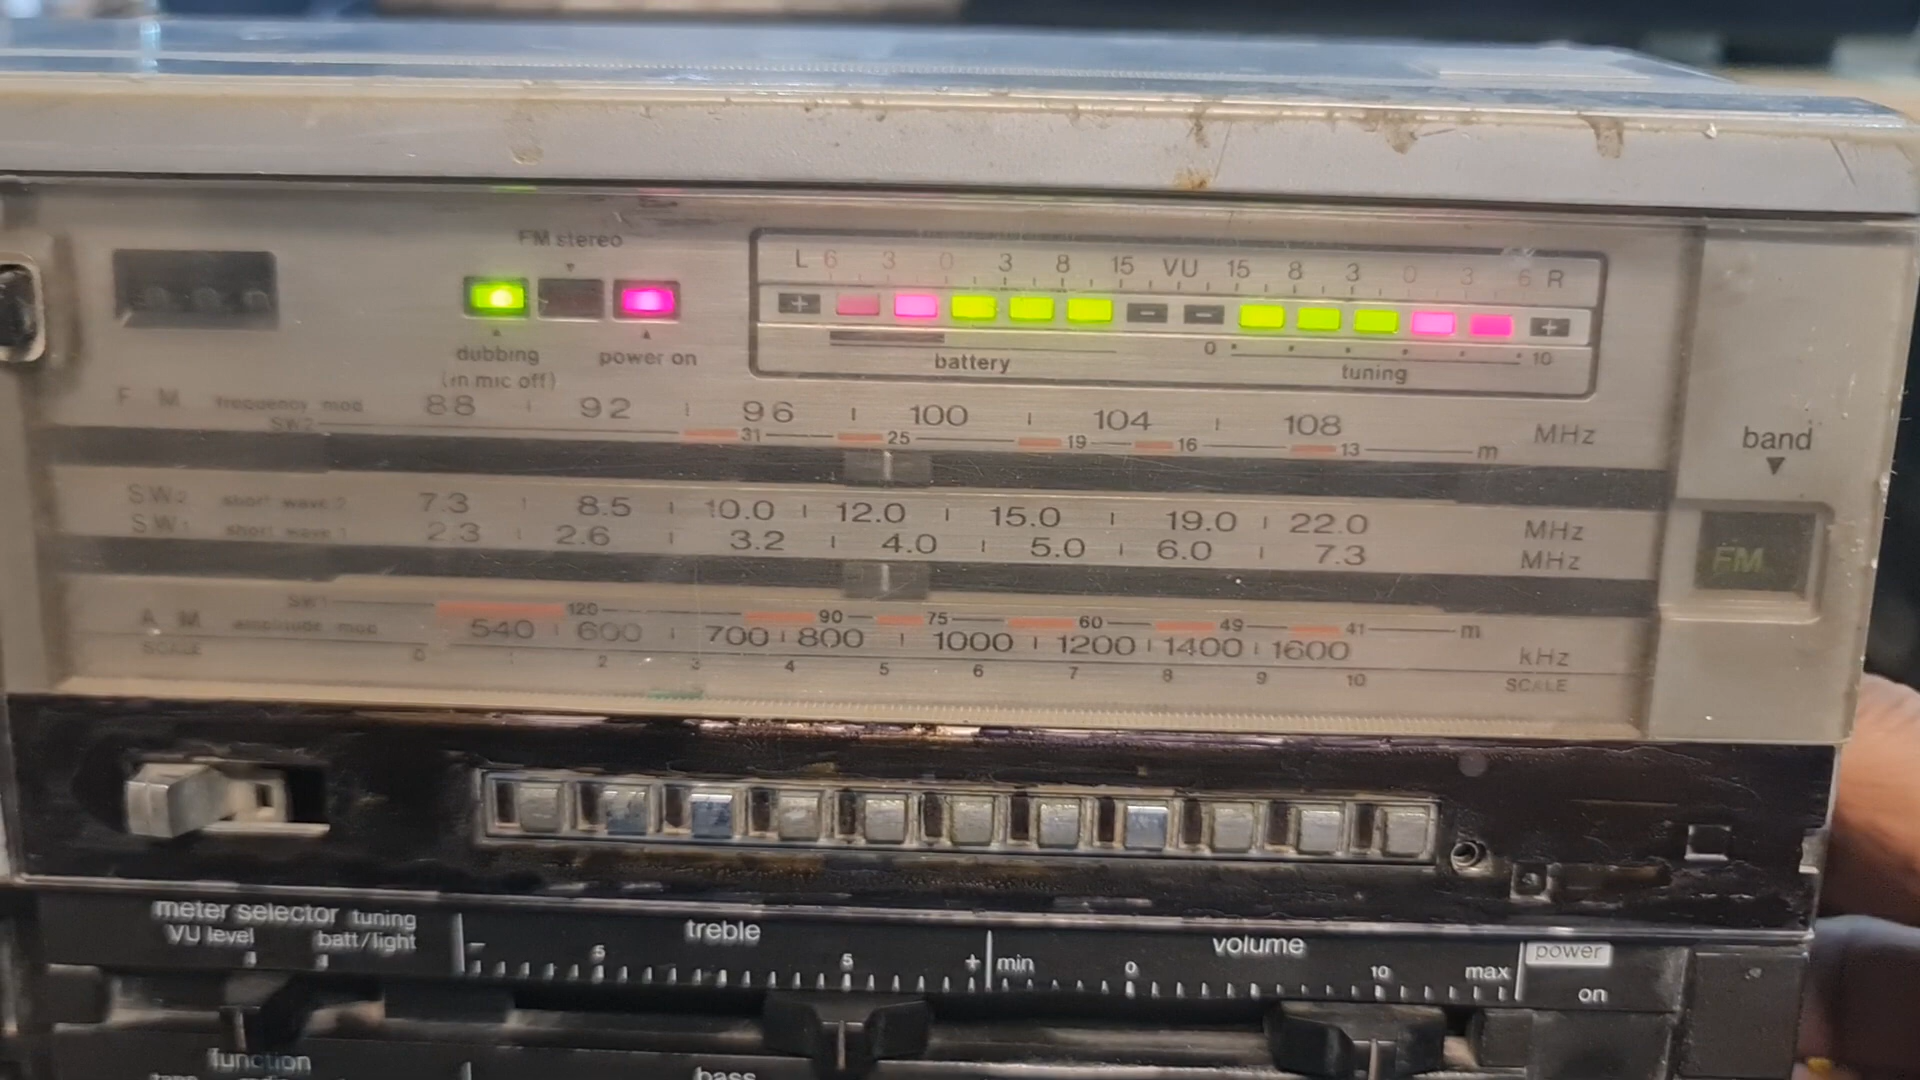 FM stereo
L 6 3 0 3 8 15 VU 15 8 3 0 3 6 R
+ - - +
dubbing power on battery 0 10
(in mic off) tuning
F M frequency mod 88 92 96 100 104 108 MHz
SW2 31 25 19 16 13 m
band
SW2 short wave 2 7.3 8.5 10.0 12.0 15.0 19.0 22.0 MHz
SW1 short wave 1 2.3 2.6 3.2 4.0 5.0 6.0 7.3 MHz
FM
SW1 120 90 75 60 49 41 m
A M amplitude mod 540 600 700 800 1000 1200 1400 1600 kHz
SCALE 0 1 2 3 4 5 6 7 8 9 10 SCALE
meter selector tuning treble volume power
VU level batt/light - 5 5 + min 0 10 max on
function bass